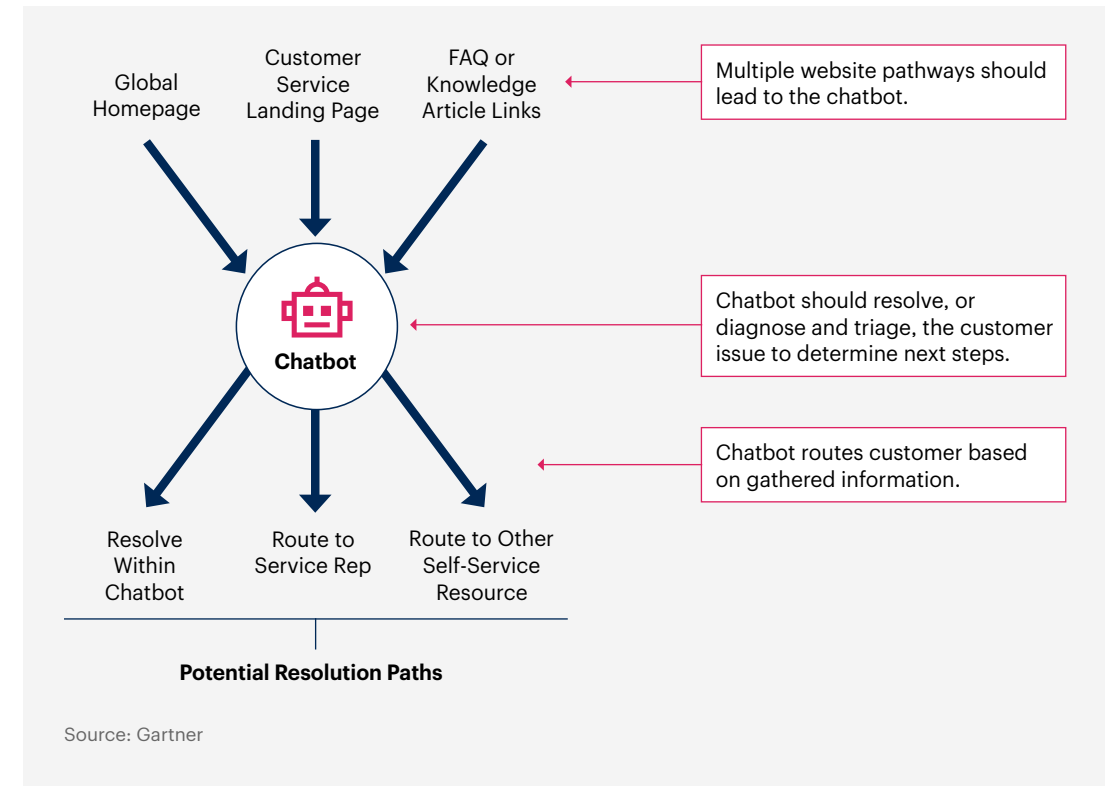 Global
Homepage
Customer
Service
Landing Page
FAQ or
Knowledge
Article Links
Multiple website pathways should
lead to the chatbot.
Chatbot
Chatbot should resolve, or
diagnose and triage, the customer
issue to determine next steps.
Chatbot routes customer based
on gathered information.
Resolve
Within
Chatbot
Route to
Service Rep
Route to Other
Self-Service
Resource
Potential Resolution Paths
Source: Gartner